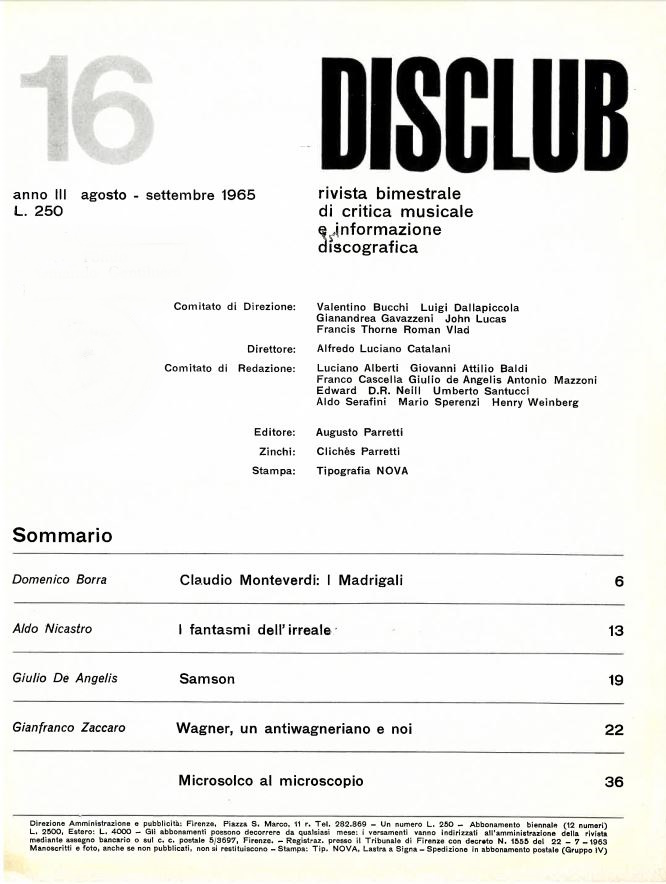 16
DISCLUB
anno III agosto - settembre 1965
L. 250
rivista bimestrale
di critica musicale
e informazione
discografica
Comitato di Direzione: Valentino Bucchi Luigi Dallapiccola
Gianandrea Gavazzeni John Lucas
Francis Thorne Roman Vlad
Direttore: Alfredo Luciano Catalani
Comitato di Redazione: Luciano Alberti Giovanni Attilio Baldi
Franco Cascella Giulio de Angelis Antonio Mazzoni
Edward D.R. Neill Umberto Santucci
Aldo Serafini Mario Sperenzi Henry Weinberg
Editore: Augusto Parretti
Zinchi: Clichês Parretti
Stampa: Tipografia NOVA
Sommario
Domenico Borra Claudio Monteverdi: I Madrigali 6
Aldo Nicastro I fantasmi dell'irreale 13
Giulio De Angelis Samson 19
Gianfranco Zaccaro Wagner, un antiwagneriano e noi 22
Microsolco al microscopio 36
Direzione Amministrazione e pubblicità: Firenze, Piazza S. Marco, 11 r. Tel. 282.869 – Un numero L. 250 – Abbonamento biennale (12 numeri)
L. 2500, Estero: L. 4000 – Gli abbonamenti possono decorrere da qualsiasi mese: i versamenti vanno indirizzati all'amministrazione della rivista
mediante assegno bancario o sul c. c. postale 5/3697, Firenze. – Registraz. presso il Tribunale di Firenze con decreto N. 1555 del 22 - 7 - 1963
Manoscritti e foto, anche se non pubblicati, non si restituiscono – Stampa: Tip. NOVA, Lastra a Signa – Spedizione in abbonamento postale (Gruppo IV)